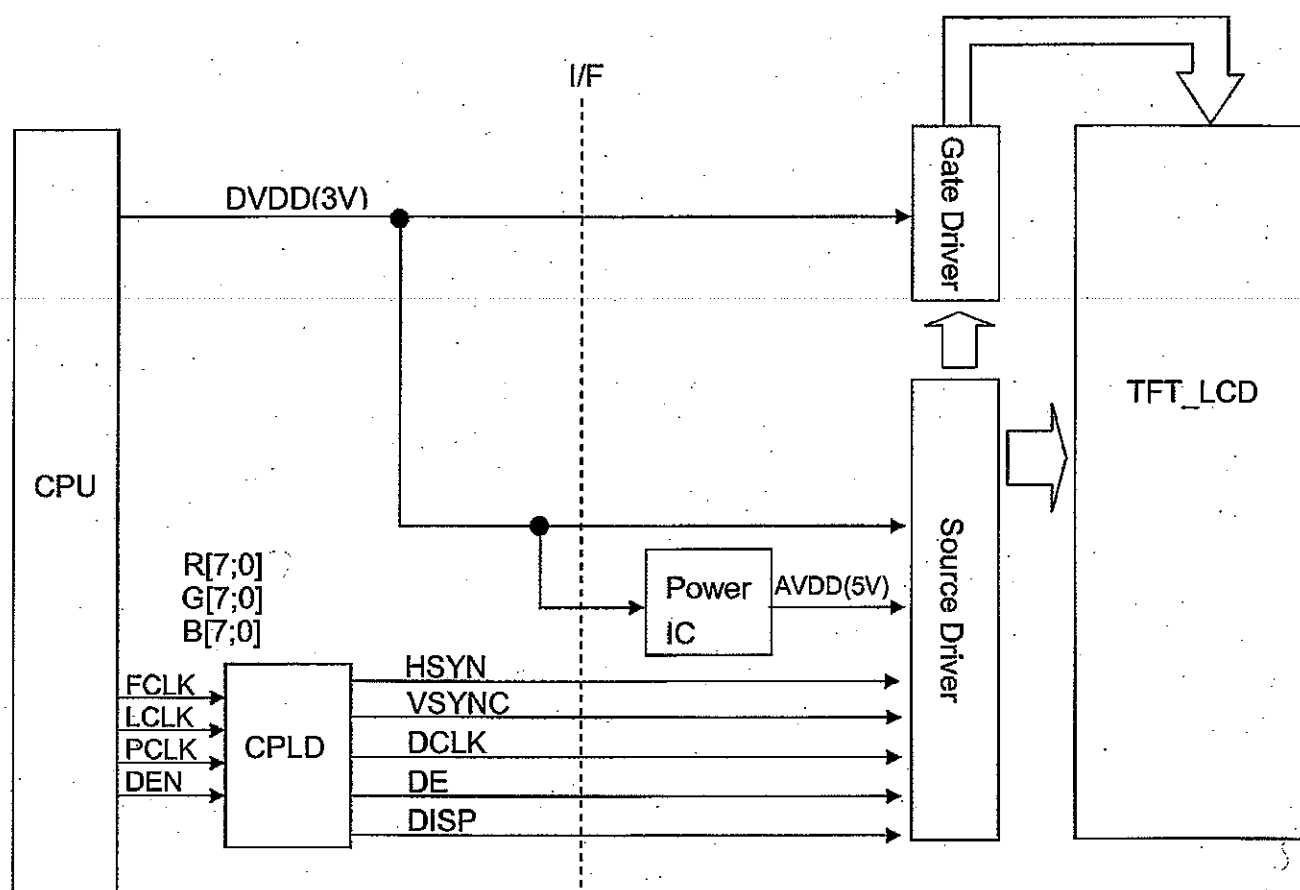 I/F
DVDD(3V)
Gate Driver
CPU
TFT_LCD
Source Driver
R[7;0]
G[7;0]
B[7;0]
Power
IC
AVDD(5V)
FCLK
LCLK
PCLK
DEN
CPLD
HSYN
VSYNC
DCLK
DE
DISP